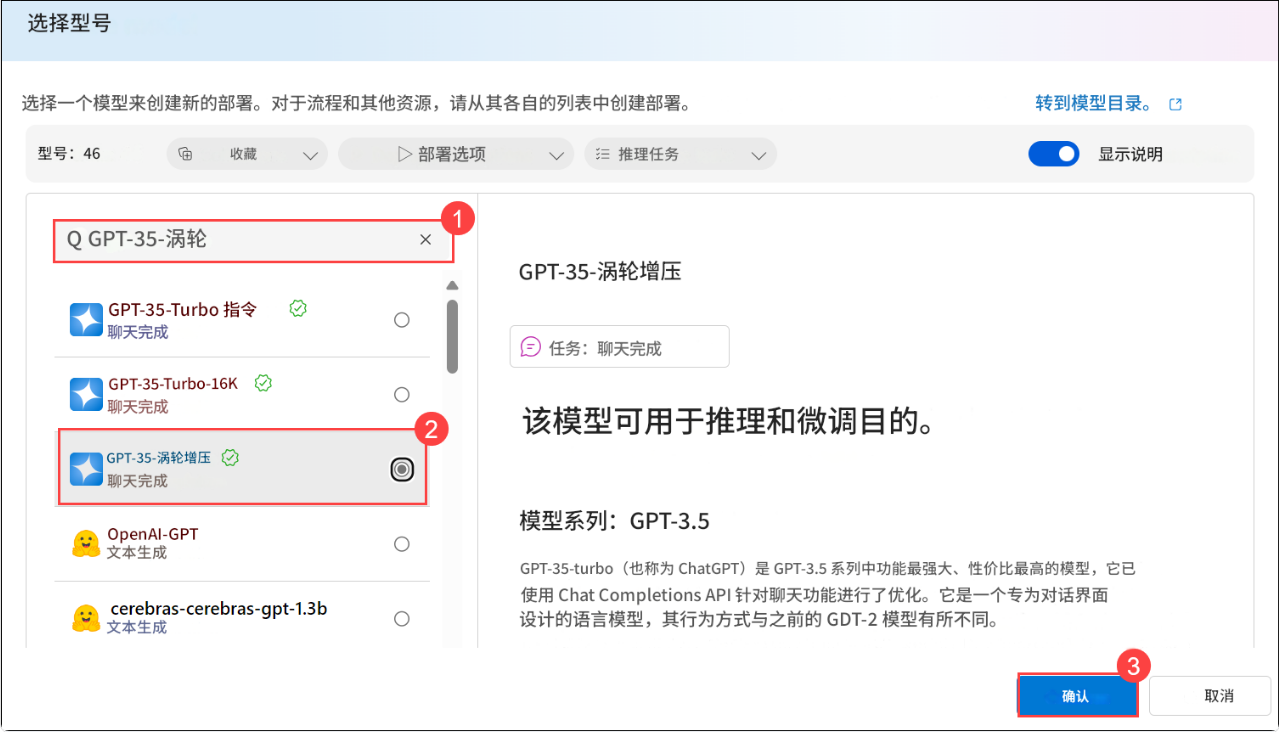 选择型号
选择一个模型来创建新的部署。对于流程和其他资源，请从其各自的列表中创建部署。
转到模型目录。
型号：46
收藏
部署选项
推理任务
显示说明
1
Q GPT-35-涡轮
GPT-35-Turbo 指令
聊天完成
GPT-35-Turbo-16K
聊天完成
2
GPT-35-涡轮增压
聊天完成
OpenAI-GPT
文本生成
cerebras-cerebras-gpt-1.3b
文本生成
GPT-35-涡轮增压
任务：聊天完成
该模型可用于推理和微调目的。
模型系列：GPT-3.5
GPT-35-turbo（也称为 ChatGPT）是 GPT-3.5 系列中功能最强大、性价比最高的模型，它已
使用 Chat Completions API 针对聊天功能进行了优化。它是一个专为对话界面
设计的语言模型，其行为方式与之前的 GDT-2 模型有所不同。
3
确认
取消